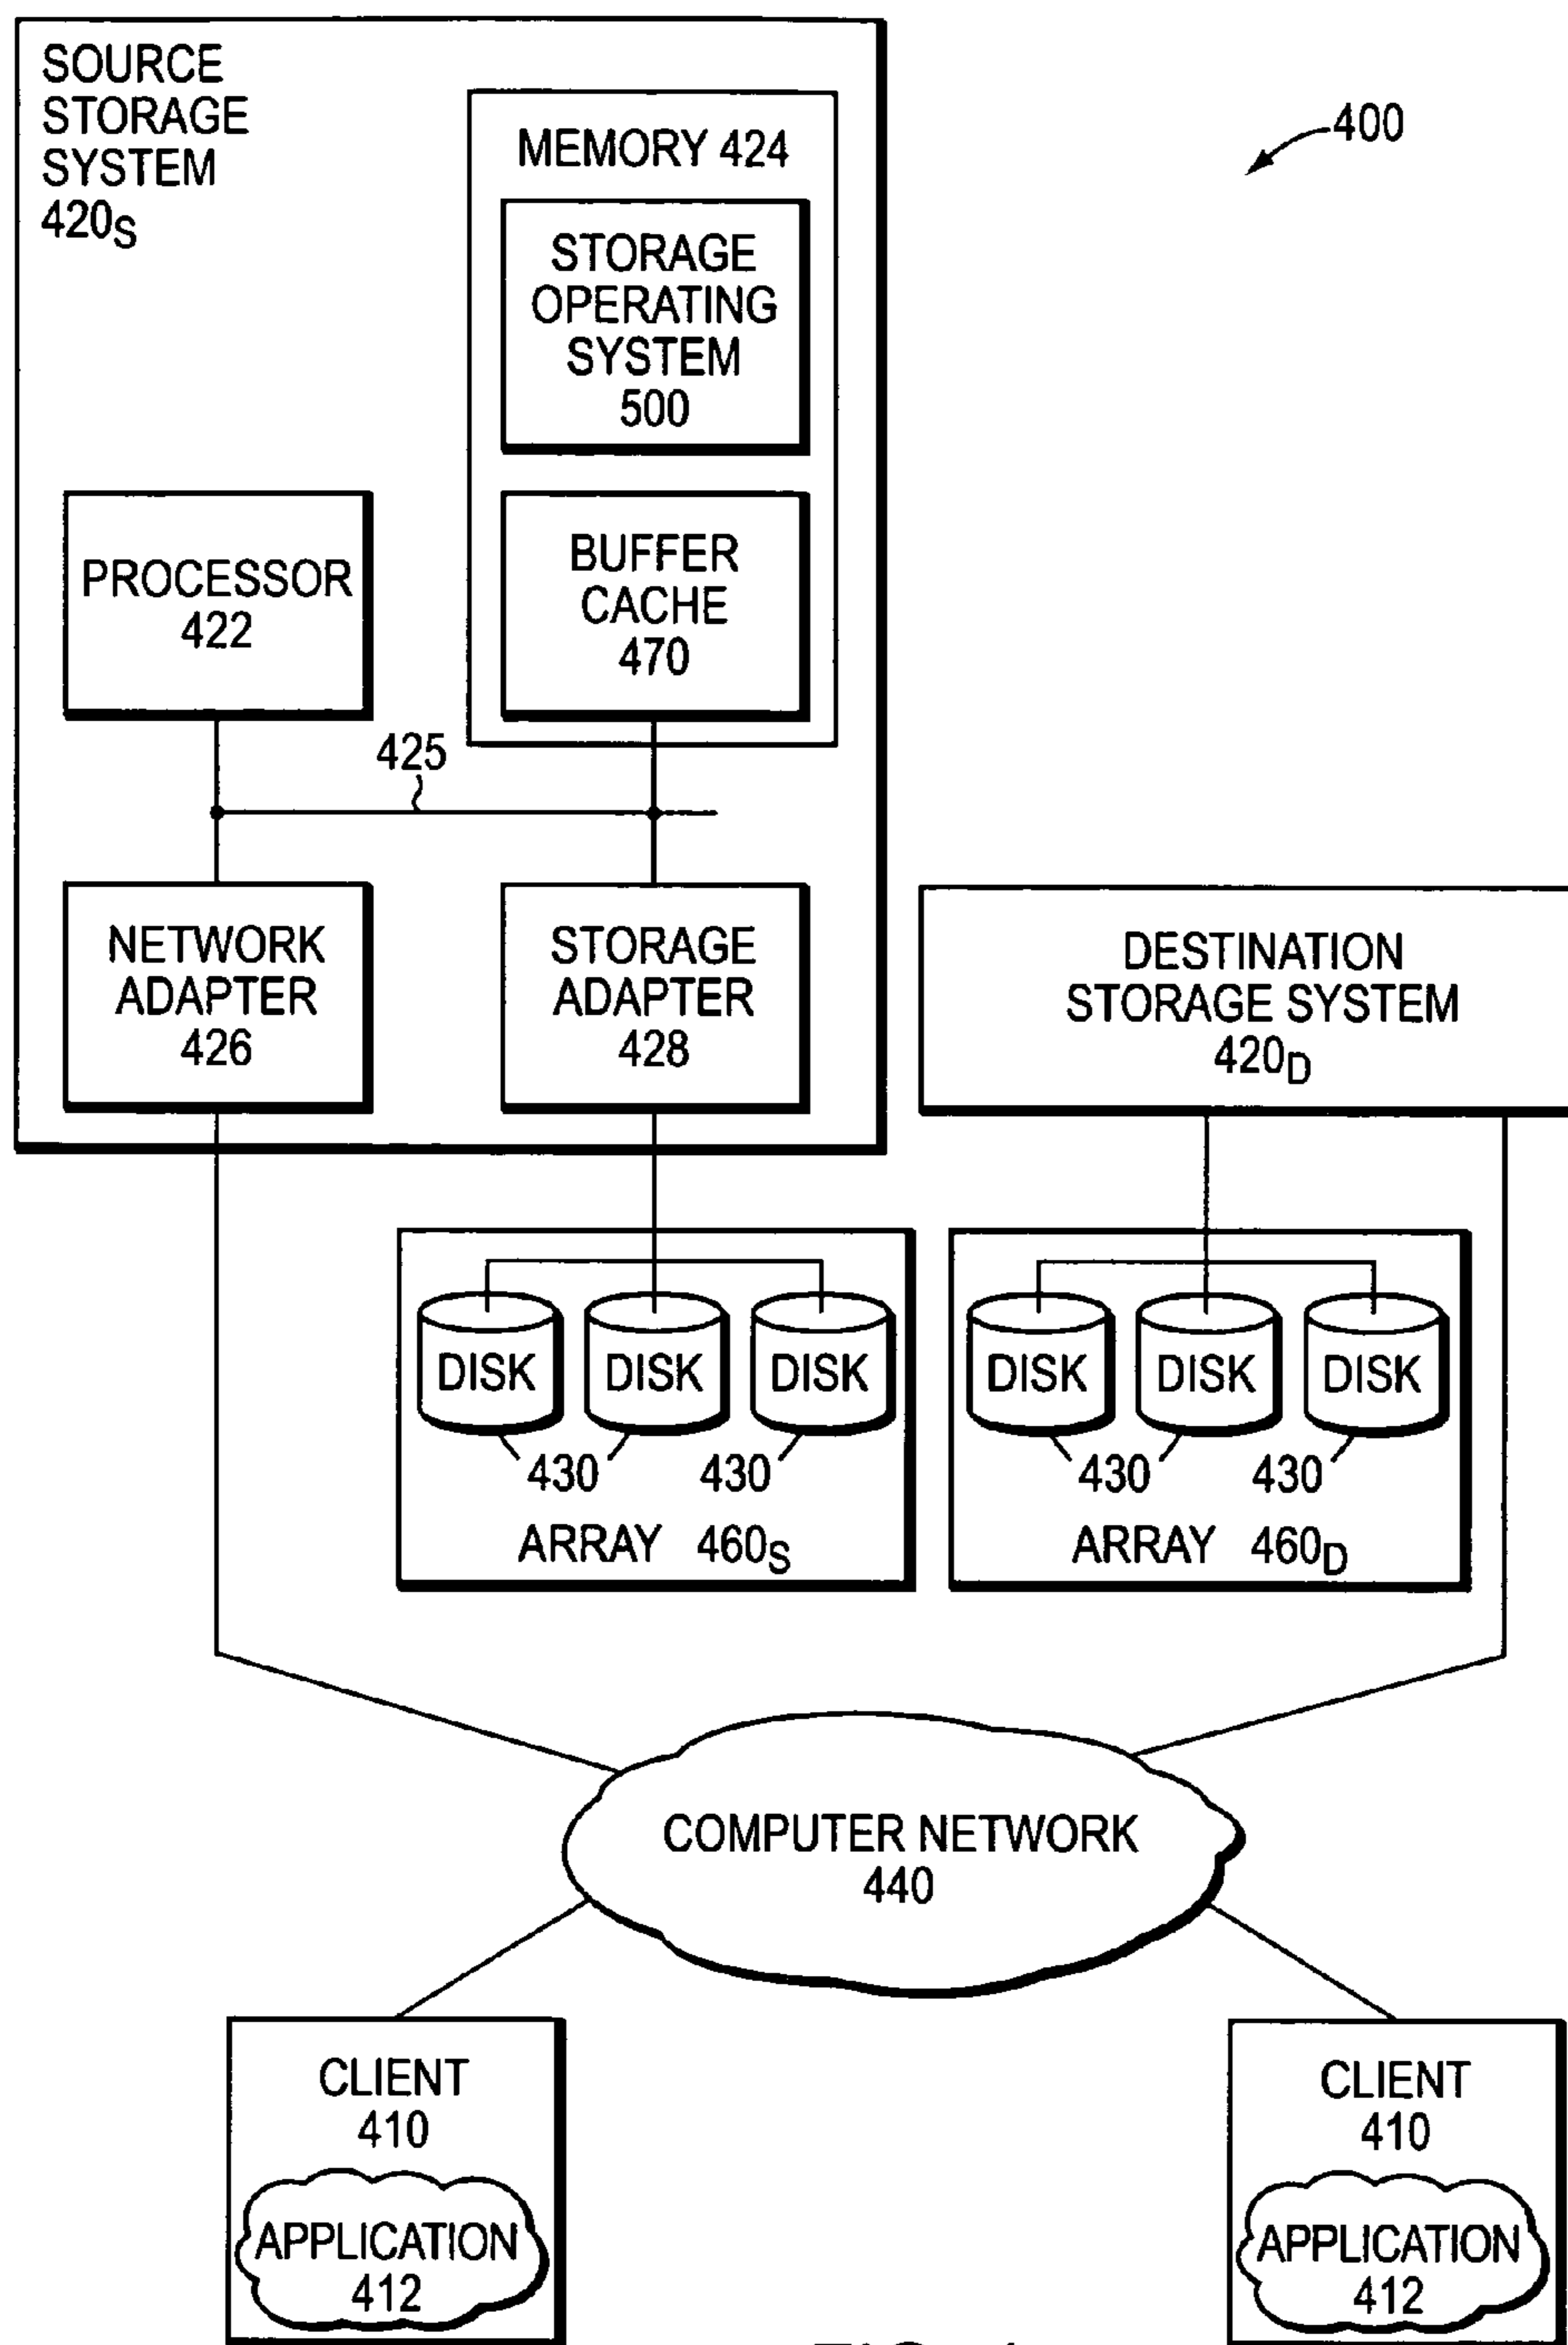 SOURCE
STORAGE
SYSTEM
420S
400
MEMORY 424
STORAGE
OPERATING
SYSTEM
500
PROCESSOR
422
BUFFER
CACHE
470
425
NETWORK
ADAPTER
426
STORAGE
ADAPTER
428
DESTINATION
STORAGE SYSTEM
420D
DISK DISK DISK
430 430
ARRAY 460S
DISK DISK DISK
430 430
ARRAY 460D
COMPUTER NETWORK
440
CLIENT
410
APPLICATION
412
CLIENT
410
APPLICATION
412